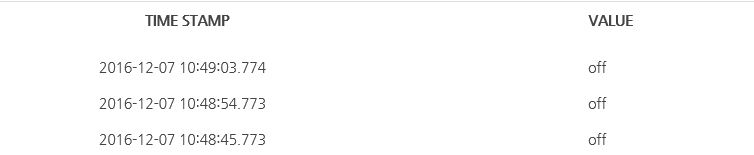 TIME STAMP VALUE
2016-12-07 10:49:03.774 off
2016-12-07 10:48:54.773 off
2016-12-07 10:48:45.773 off